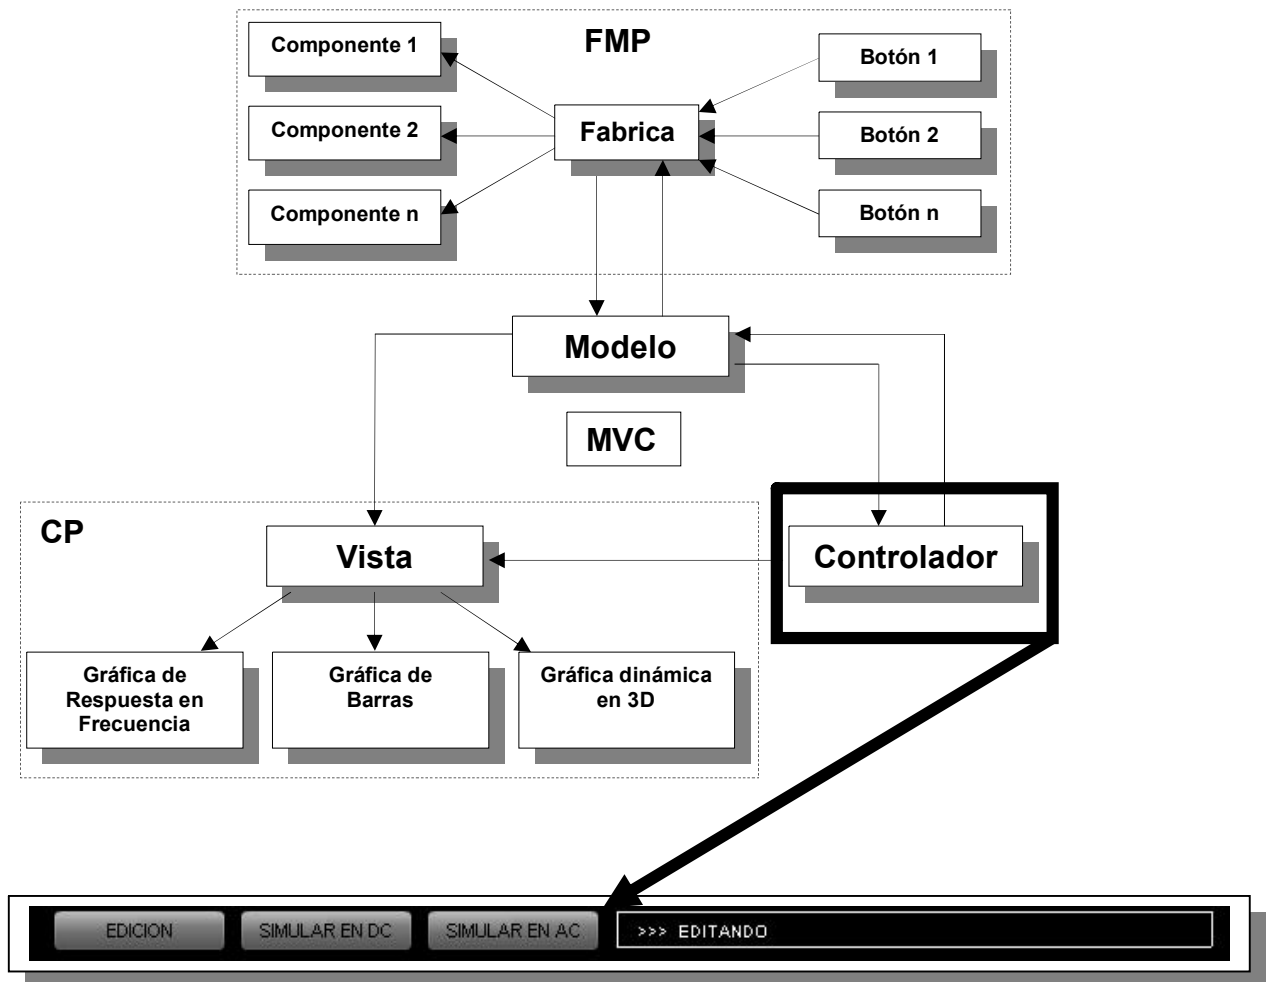 FMP
Componente 1
Botón 1
Fabrica
Componente 2
Botón 2
Componente n
Botón n
Modelo
MVC
CP
Vista
Controlador
Gráfica de
Respuesta en
Frecuencia
Gráfica de
Barras
Gráfica dinámica
en 3D
EDICION
SIMULAR EN DC
SIMULAR EN AC
>>> EDITANDO